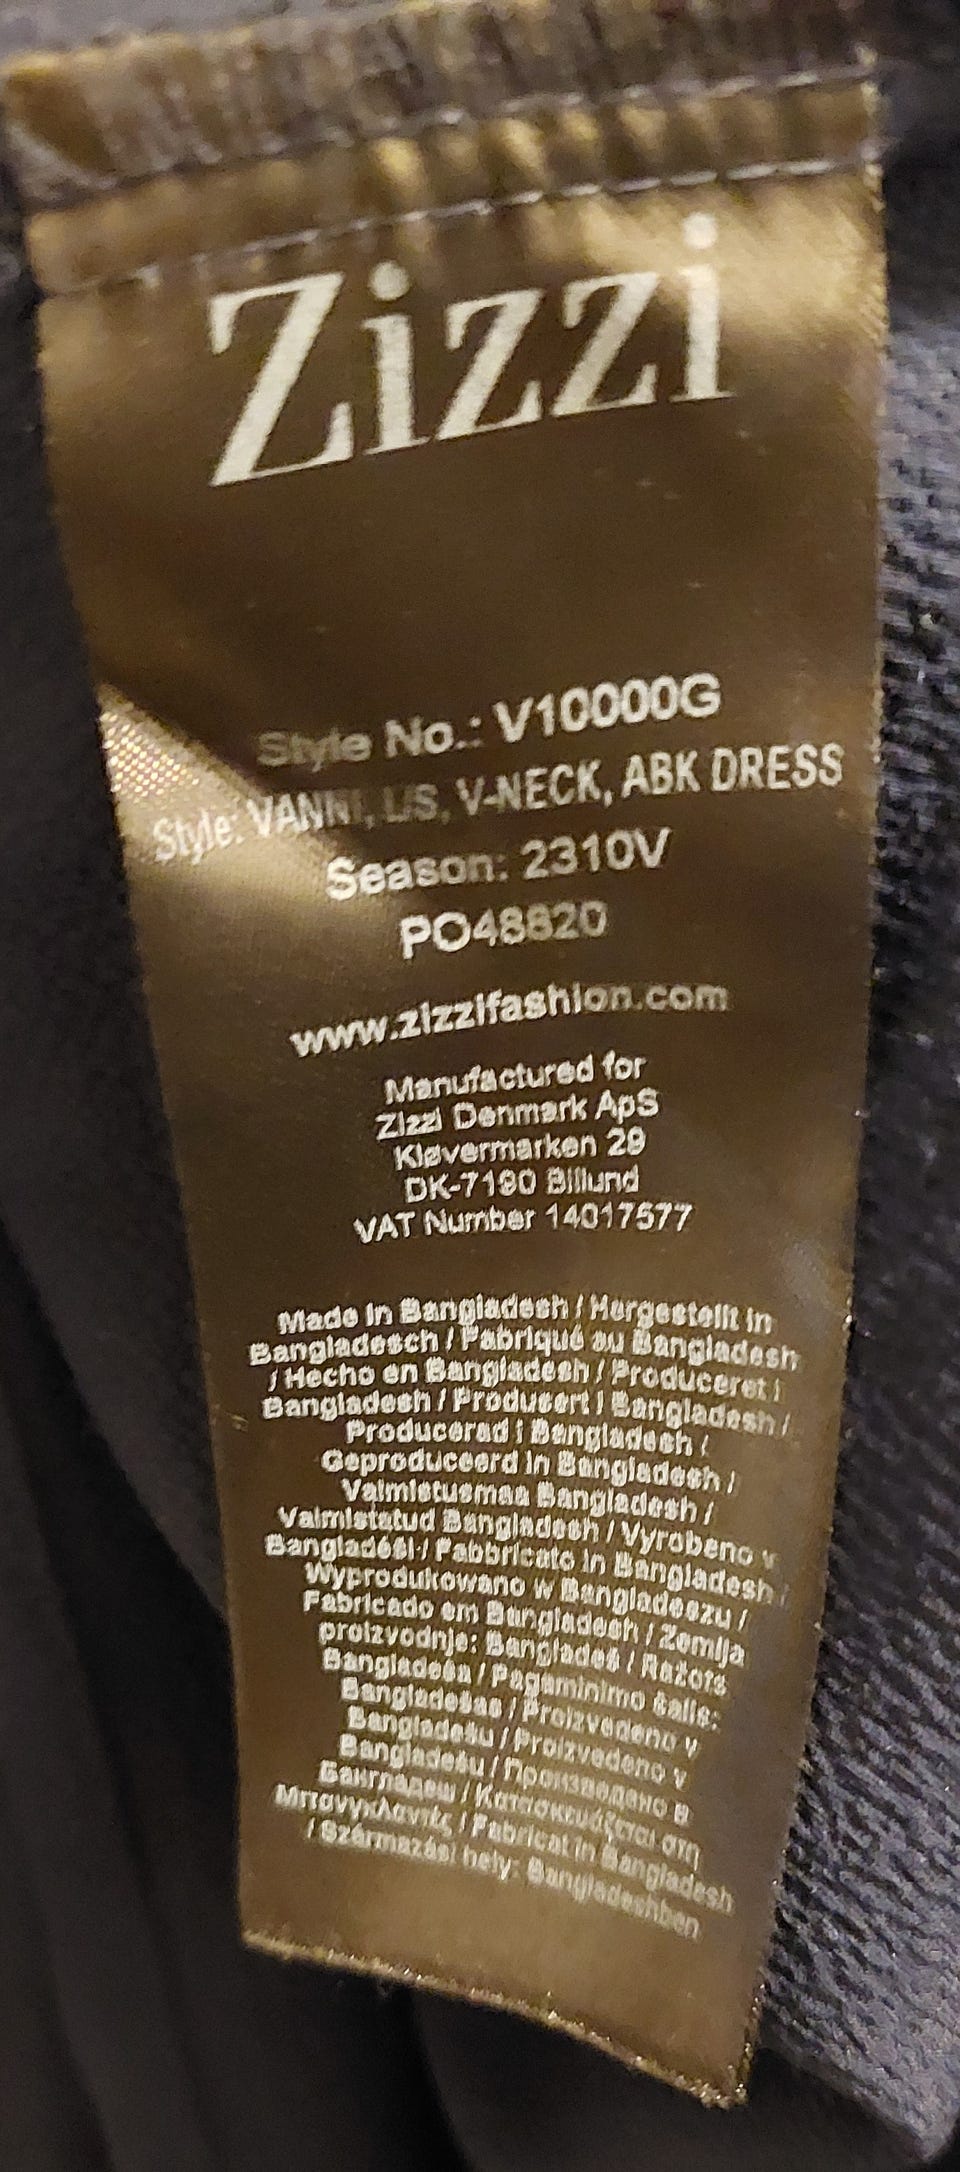 Zizzi
Style No.: V10000G
Style: VANNI, L/S, V-NECK, ABK DRESS
Season: 2310V
PO48820
www.zizzifashion.com
Manufactured for
Zizzi Denmark ApS
Kløvermarken 29
DK-7190 Billund
VAT Number 14017577
Made in Bangladesh / Hergestellt in
Bangladesch / Fabriqué au Bangladesh
/ Hecho en Bangladesh / Produceret i
Bangladesh / Produsert i Bangladesh /
Producerad i Bangladesh /
Geproduceerd in Bangladesh /
Valmistusmaa Bangladesh /
Valmistatud Bangladesh / Vyrobeno v
Bangladéši / Fabbricato in Bangladesh /
Wyprodukowano w Bangladeszu /
Fabricado em Bangladesh / Zemlja
proizvodnje: Bangladeš / Ražots
Bangladeša / Pagaminimo šalis:
Bangladešas / Proizvedeno v
Bangladešu / Proizvedeno v
Bangladešu / Произведено в
Бангладеш / Κατασκευάζεται στη
Μπανγκλαντές / Fabricat în Bangladesh
/ Származási hely: Bangladeshben